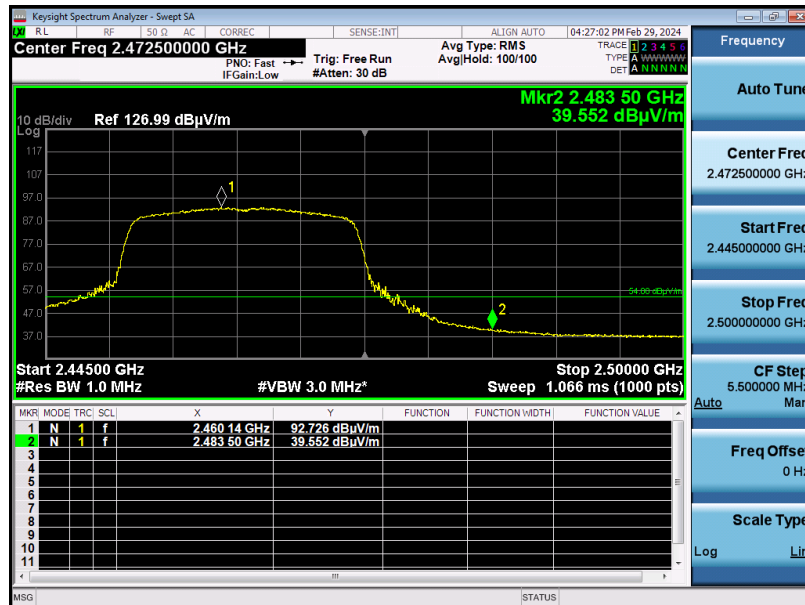 Keysight Spectrum Analyzer - Swept SA
LXI RL RF 50 Ω AC CORREC SENSE:INT ALIGN AUTO 04:27:02 PM Feb 29, 2024
Center Freq 2.472500000 GHz
PNO: Fast
IFGain:Low
Trig: Free Run
#Atten: 30 dB
Avg Type: RMS
Avg|Hold: 100/100
TRACE 1 2 3 4 5 6
TYPE A WWWWW
DET A N N N N N
Mkr2 2.483 50 GHz
39.552 dBµV/m
10 dB/div Ref 126.99 dBµV/m
Log
117
107
97.0
87.0
77.0
67.0
57.0
47.0
37.0
1
2
54.00 dBµV/m
Start 2.44500 GHz Stop 2.50000 GHz
#Res BW 1.0 MHz #VBW 3.0 MHz* Sweep 1.066 ms (1000 pts)
MKR MODE TRC SCL X Y FUNCTION FUNCTION WIDTH FUNCTION VALUE
1 N 1 f 2.460 14 GHz 92.726 dBµV/m
2 N 1 f 2.483 50 GHz 39.552 dBµV/m
3
4
5
6
7
8
9
10
11
MSG STATUS
Frequency
Auto Tune
Center Freq
2.472500000 GHz
Start Freq
2.445000000 GHz
Stop Freq
2.500000000 GHz
CF Step
5.500000 MHz
Auto Man
Freq Offset
0 Hz
Scale Type
Log Lin